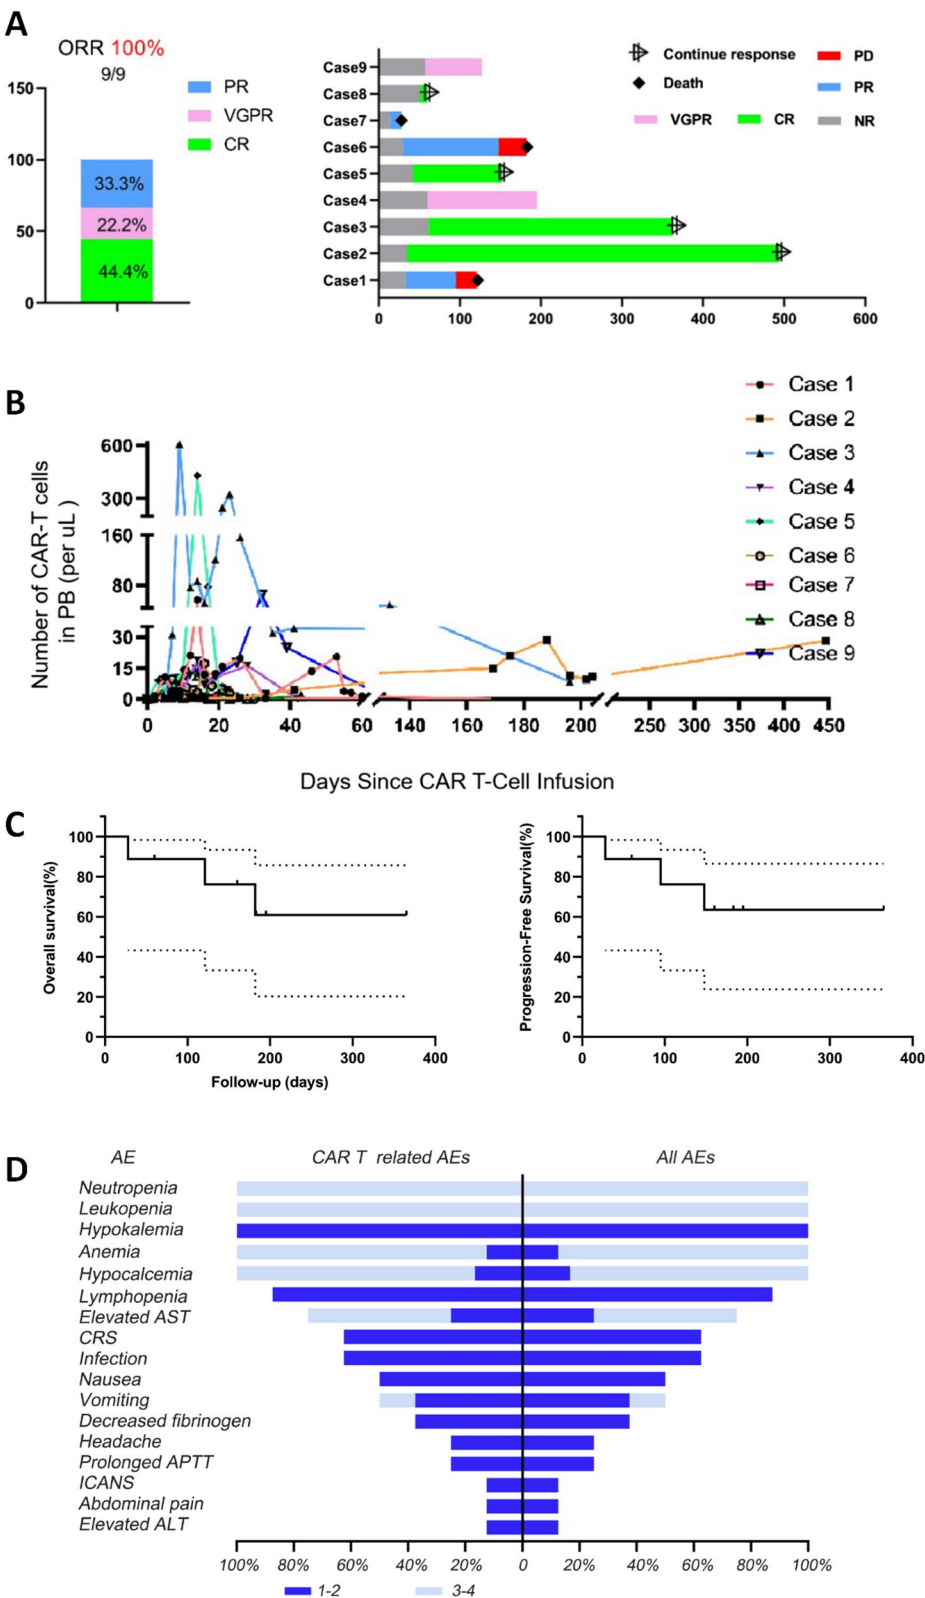 A
ORR 100%
9/9
150
100
50
0
33.3%
22.2%
44.4%
PR
VGPR
CR
Case9
Case8
Case7
Case6
Case5
Case4
Case3
Case2
Case1
0 100 200 300 400 500 600
Continue response
Death
PD
PR
VGPR CR NR
B
Number of CAR-T cells
in PB (per uL )
600
300
160
80
30
15
0
0 20 40 60 140 160 180 200 250 300 350 400 450
Days Since CAR T-Cell Infusion
Case 1
Case 2
Case 3
Case 4
Case 5
Case 6
Case 7
Case 8
Case 9
C
Overall survival(%)
100
80
60
40
20
0
0 100 200 300 400
Follow-up (days)
Progression-Free Survival(%)
100
80
60
40
20
0
0 100 200 300 400
D
AE CAR T related AEs All AEs
Neutropenia
Leukopenia
Hypokalemia
Anemia
Hypocalcemia
Lymphopenia
Elevated AST
CRS
Infection
Nausea
Vomiting
Decreased fibrinogen
Headache
Prolonged APTT
ICANS
Abdominal pain
Elevated ALT
100% 80% 60% 40% 20% 0 20% 40% 60% 80% 100%
1-2 3-4